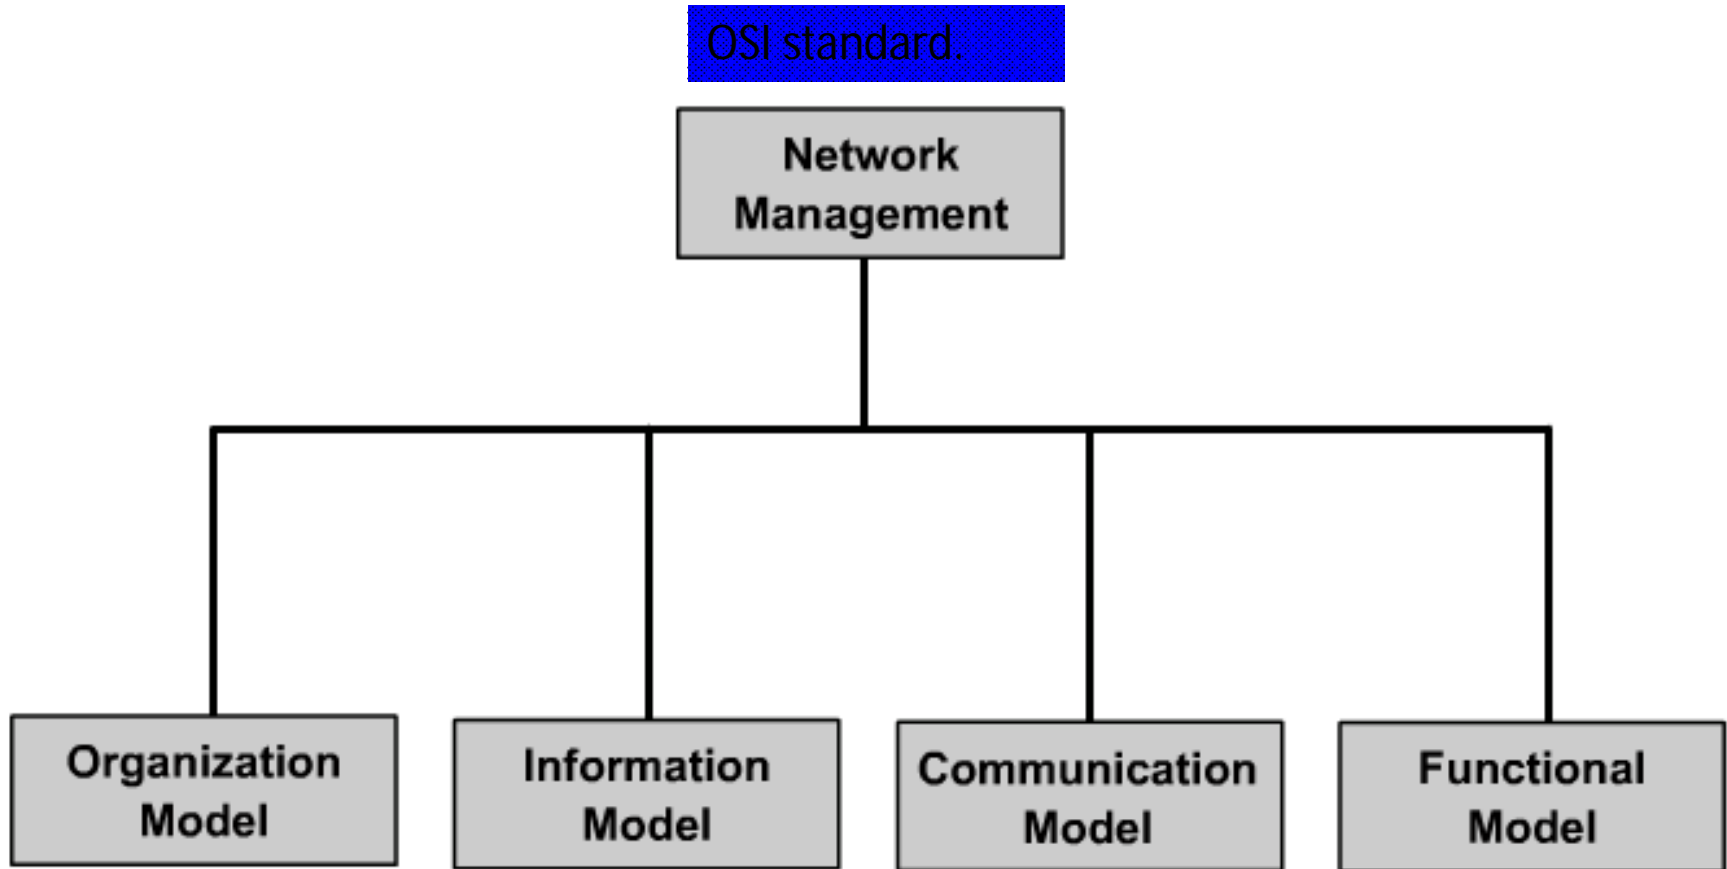 OSI standard.
Network
Management
Organization
Model
Information
Model
Communication
Model
Functional
Model